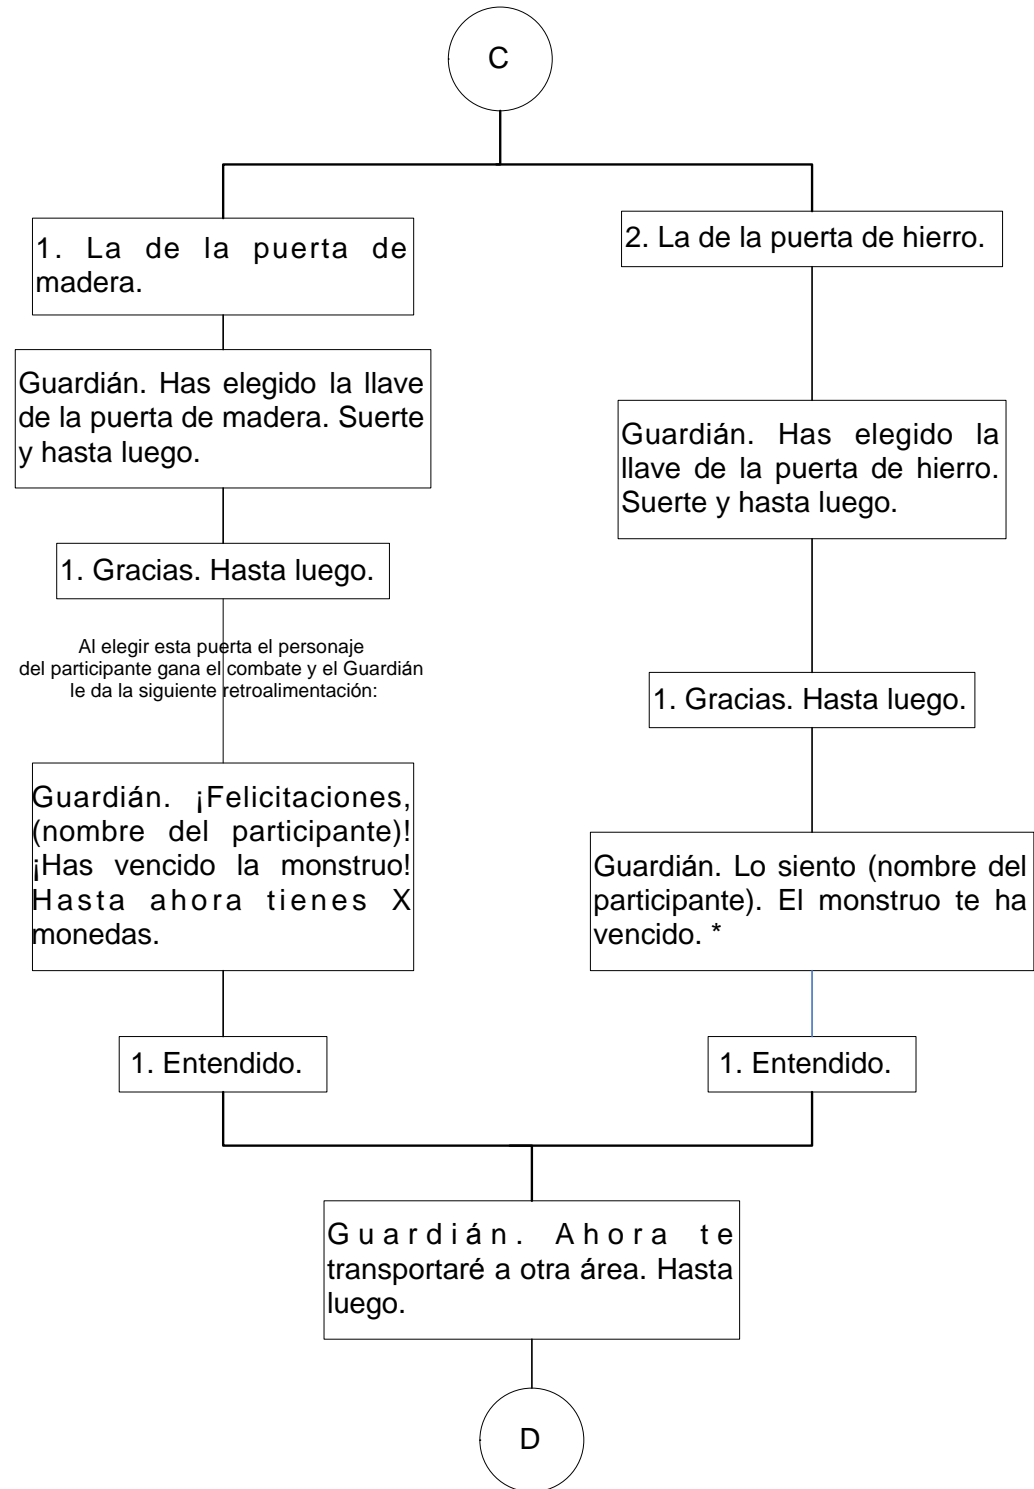 C
1. La de la puerta de
madera.
2. La de la puerta de hierro.
Guardián. Has elegido la llave
de la puerta de madera. Suerte
y hasta luego.
Guardián. Has elegido la
llave de la puerta de hierro.
Suerte y hasta luego.
1. Gracias. Hasta luego.
Al elegir esta puerta el personaje
del participante gana el combate y el Guardián
le da la siguiente retroalimentación:
1. Gracias. Hasta luego.
Guardián. ¡Felicitaciones,
(nombre del participante)!
¡Has vencido la monstruo!
Hasta ahora tienes X
monedas.
Guardián. Lo siento (nombre del
participante). El monstruo te ha
vencido. *
1. Entendido.
1. Entendido.
Guardián. Ahora te
transportaré a otra área. Hasta
luego.
D